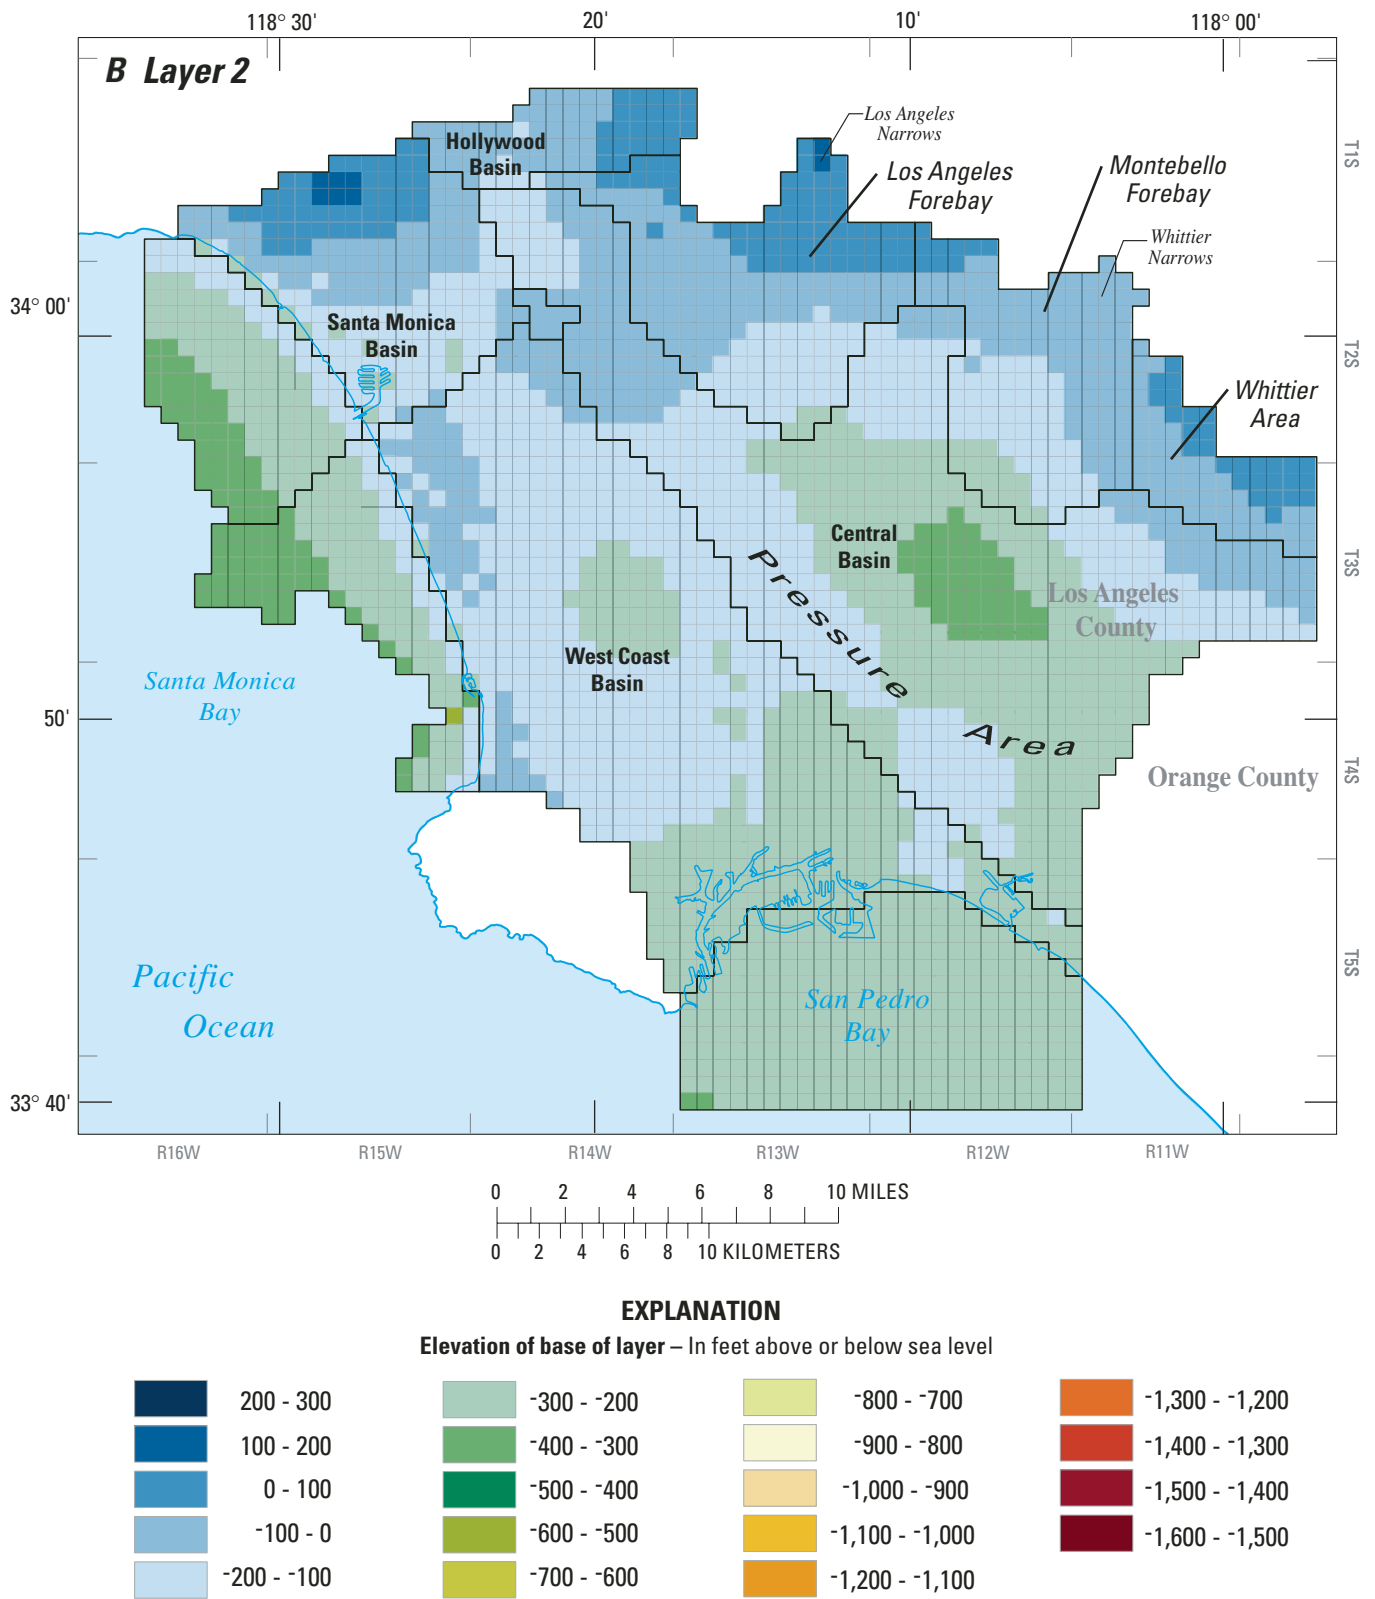 118° 30'
20'
10'
118° 00'
B Layer 2
Hollywood
Basin
Los Angeles
Narrows
Los Angeles
Forebay
Montebello
Forebay
Whittier
Narrows
T1S
34° 00'
Santa Monica
Basin
T2S
Whittier
Area
Central
Basin
Pressure
Area
T3S
Los Angeles
County
West Coast
Basin
Santa Monica
Bay
50'
Orange County
T4S
Pacific
Ocean
San Pedro
Bay
T5S
33° 40'
R16W
R15W
R14W
R13W
R12W
R11W
0 2 4 6 8 10 MILES
0 2 4 6 8 10 KILOMETERS
EXPLANATION
Elevation of base of layer – In feet above or below sea level
200 - 300
100 - 200
0 - 100
-100 - 0
-200 - -100
-300 - -200
-400 - -300
-500 - -400
-600 - -500
-700 - -600
-800 - -700
-900 - -800
-1,000 - -900
-1,100 - -1,000
-1,200 - -1,100
-1,300 - -1,200
-1,400 - -1,300
-1,500 - -1,400
-1,600 - -1,500